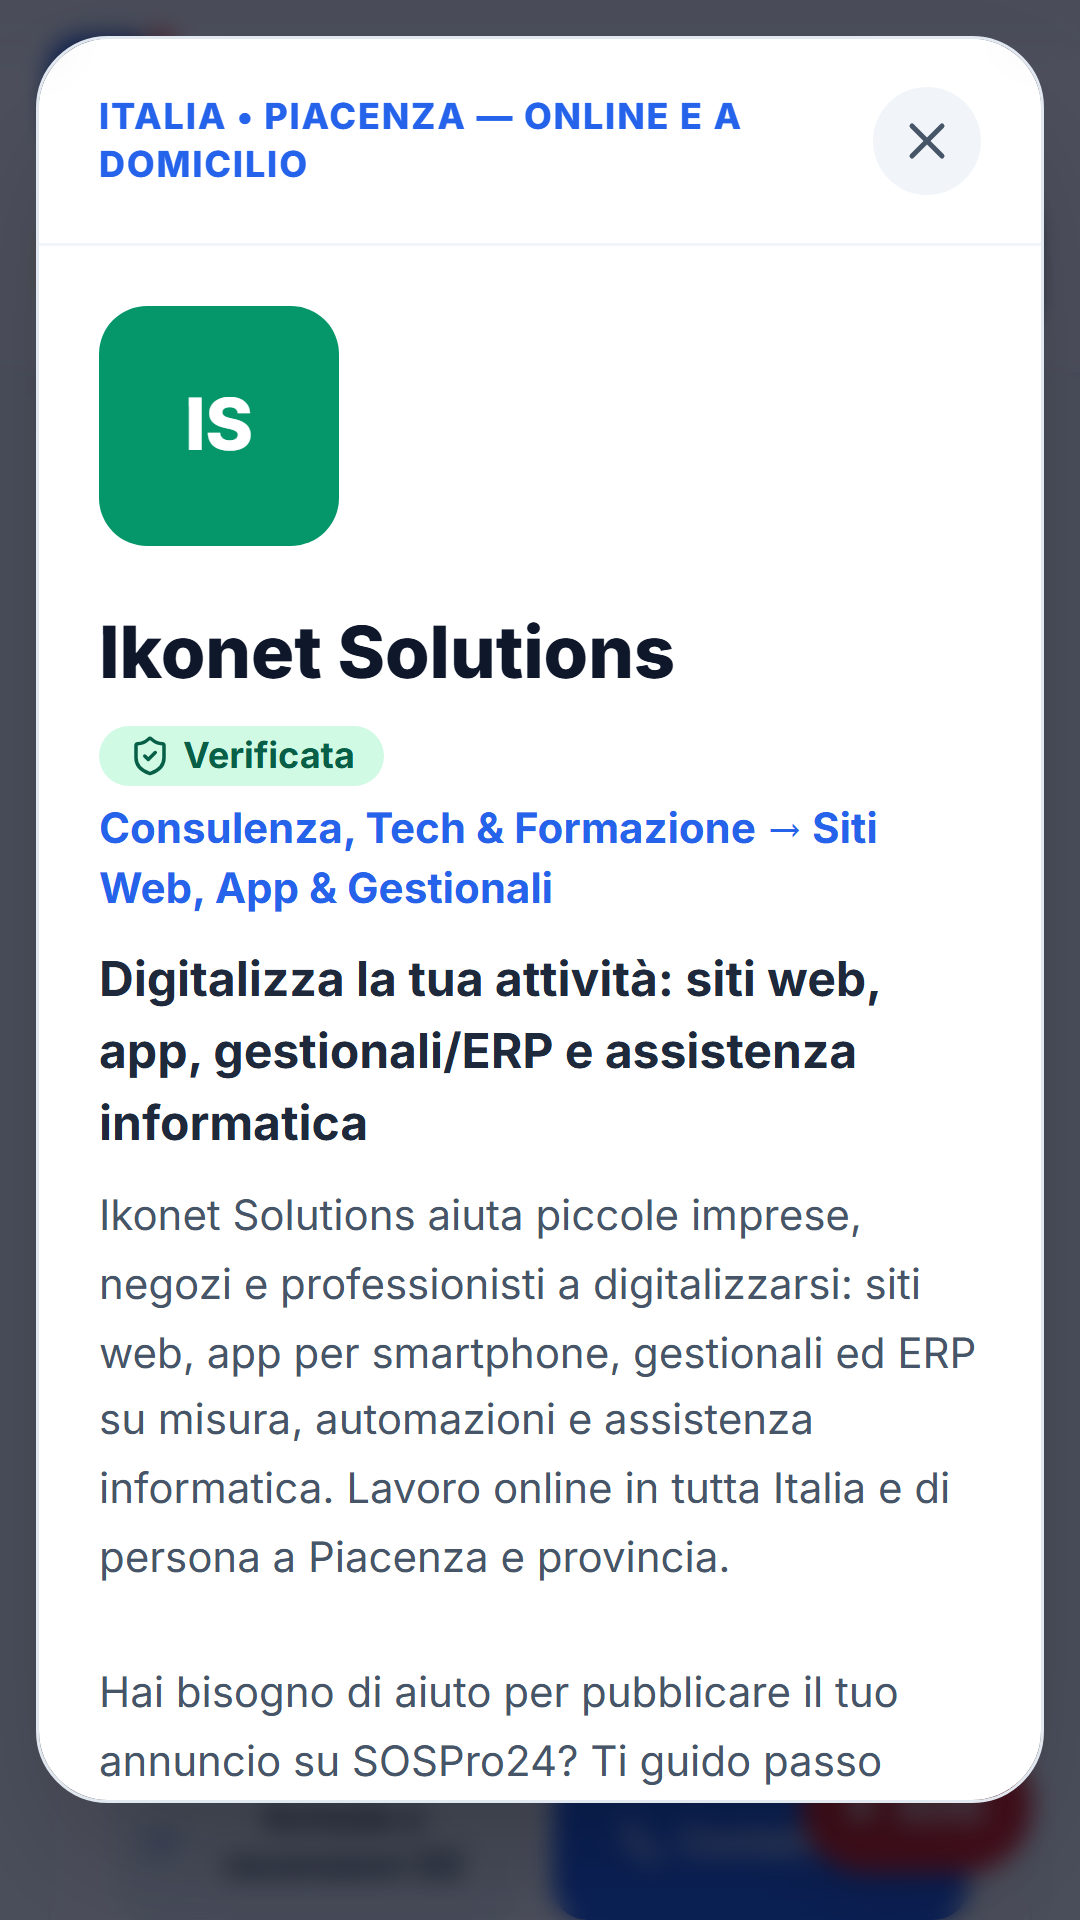 ITALIA • PIACENZA — ONLINE E A
DOMICILIO
IS
Ikonet Solutions
Verificata
Consulenza, Tech & Formazione → Siti
Web, App & Gestionali
Digitalizza la tua attività: siti web,
app, gestionali/ERP e assistenza
informatica
Ikonet Solutions aiuta piccole imprese,
negozi e professionisti a digitalizzarsi: siti
web, app per smartphone, gestionali ed ERP
su misura, automazioni e assistenza
informatica. Lavoro online in tutta Italia e di
persona a Piacenza e provincia.
Hai bisogno di aiuto per pubblicare il tuo
annuncio su SOSPro24? Ti guido passo